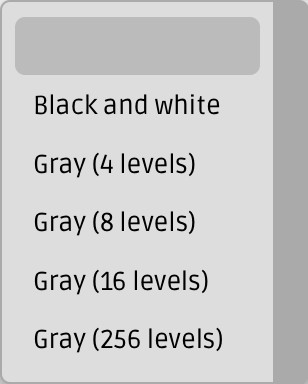 Black and white
Gray (4 levels)
Gray (8 levels)
Gray (16 levels)
Gray (256 levels)